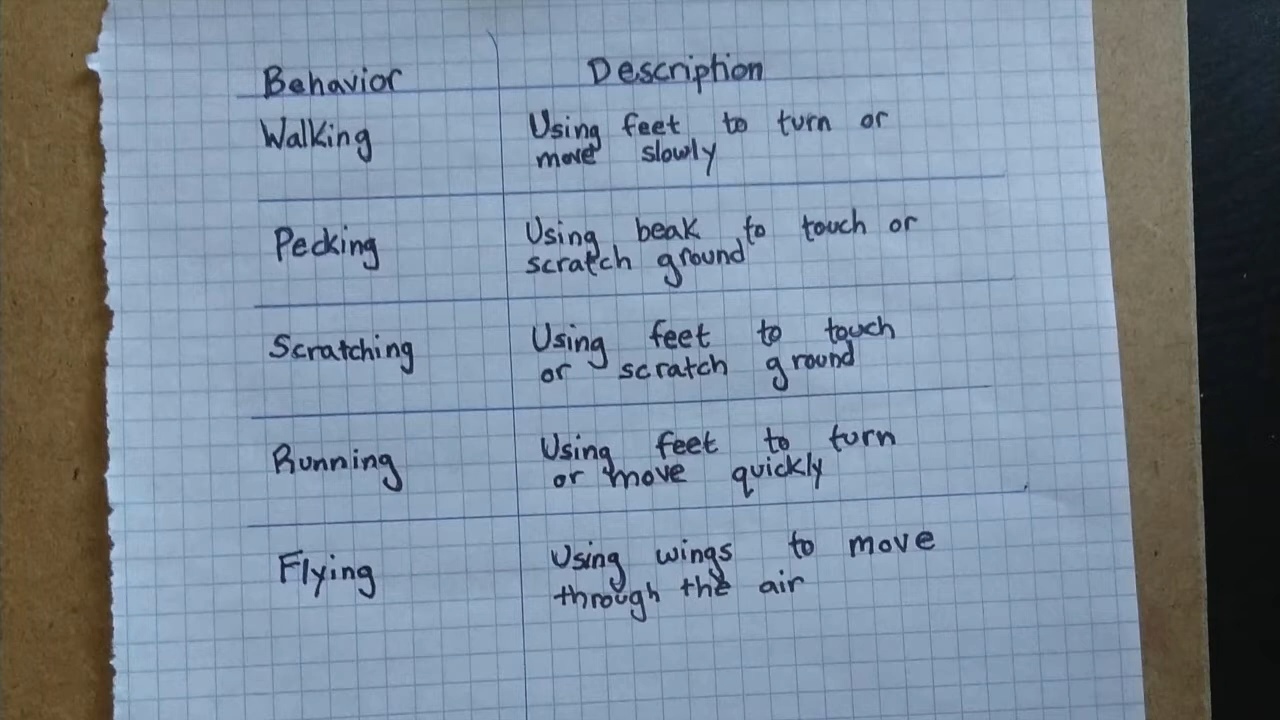 Behavior Description
Walking Using feet to turn or
move slowly
Pecking Using beak to touch or
scratch ground
Scratching Using feet to touch
or scratch ground
Running Using feet to turn
or move quickly
Flying Using wings to move
through the air